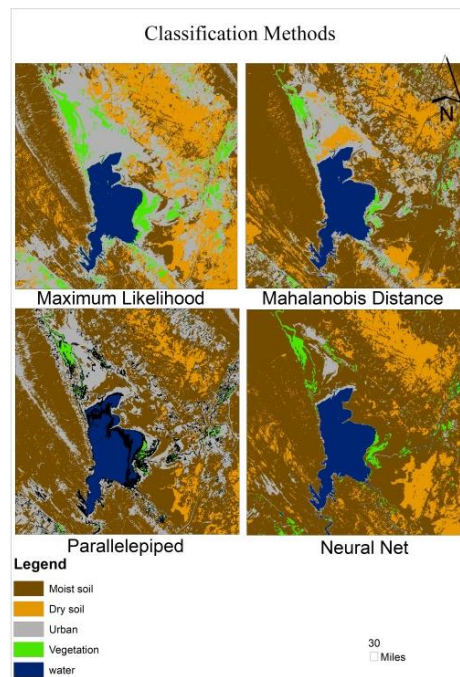 Classification Methods
N
Maximum Likelihood
Mahalanobis Distance
Parallelepiped
Neural Net
Legend
Moist soil
Dry soil
Urban
Vegetation
water
30
Miles